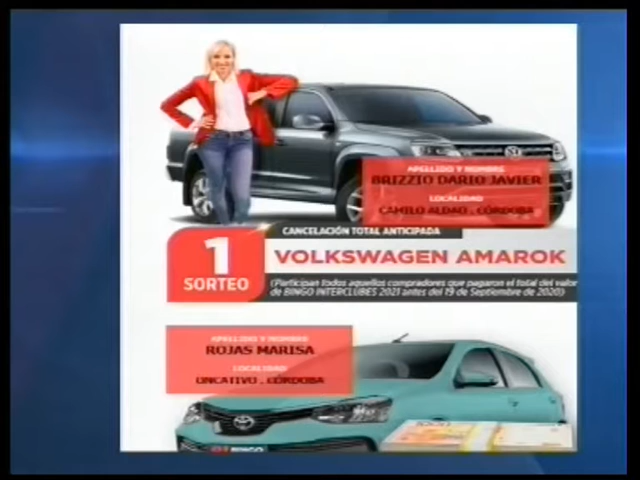 APELLIDO Y NOMBRE
BRIZZIO DARIO JAVIER
LOCALIDAD
CAMILO ALDAO . CÓRDOBA
CANCELACIÓN TOTAL ANTICIPADA
1
SORTEO
VOLKSWAGEN AMAROK
(Participan todos aquellos compradores que pagaron el total del valor
de BINGO INTERCLUBES 2021 antes del 19 de Septiembre de 2020)
APELLIDO Y NOMBRE
ROJAS MARISA
LOCALIDAD
ONCATIVO . CÓRDOBA
BINGO